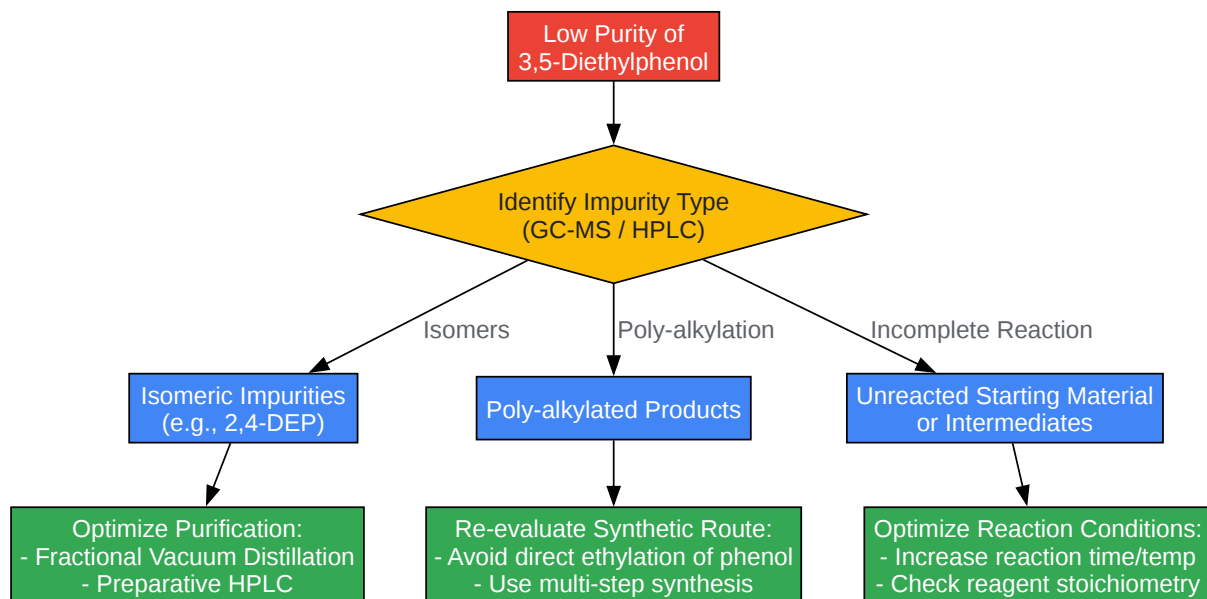 Low Purity of
3,5-Diethylphenol
Identify Impurity Type
(GC-MS / HPLC)
Isomers
Poly-alkylation
Incomplete Reaction
Isomeric Impurities
(e.g., 2,4-DEP)
Poly-alkylated Products
Unreacted Starting Material
or Intermediates
Optimize Purification:
- Fractional Vacuum Distillation
- Preparative HPLC
Re-evaluate Synthetic Route:
- Avoid direct ethylation of phenol
- Use multi-step synthesis
Optimize Reaction Conditions:
- Increase reaction time/temp
- Check reagent stoichiometry